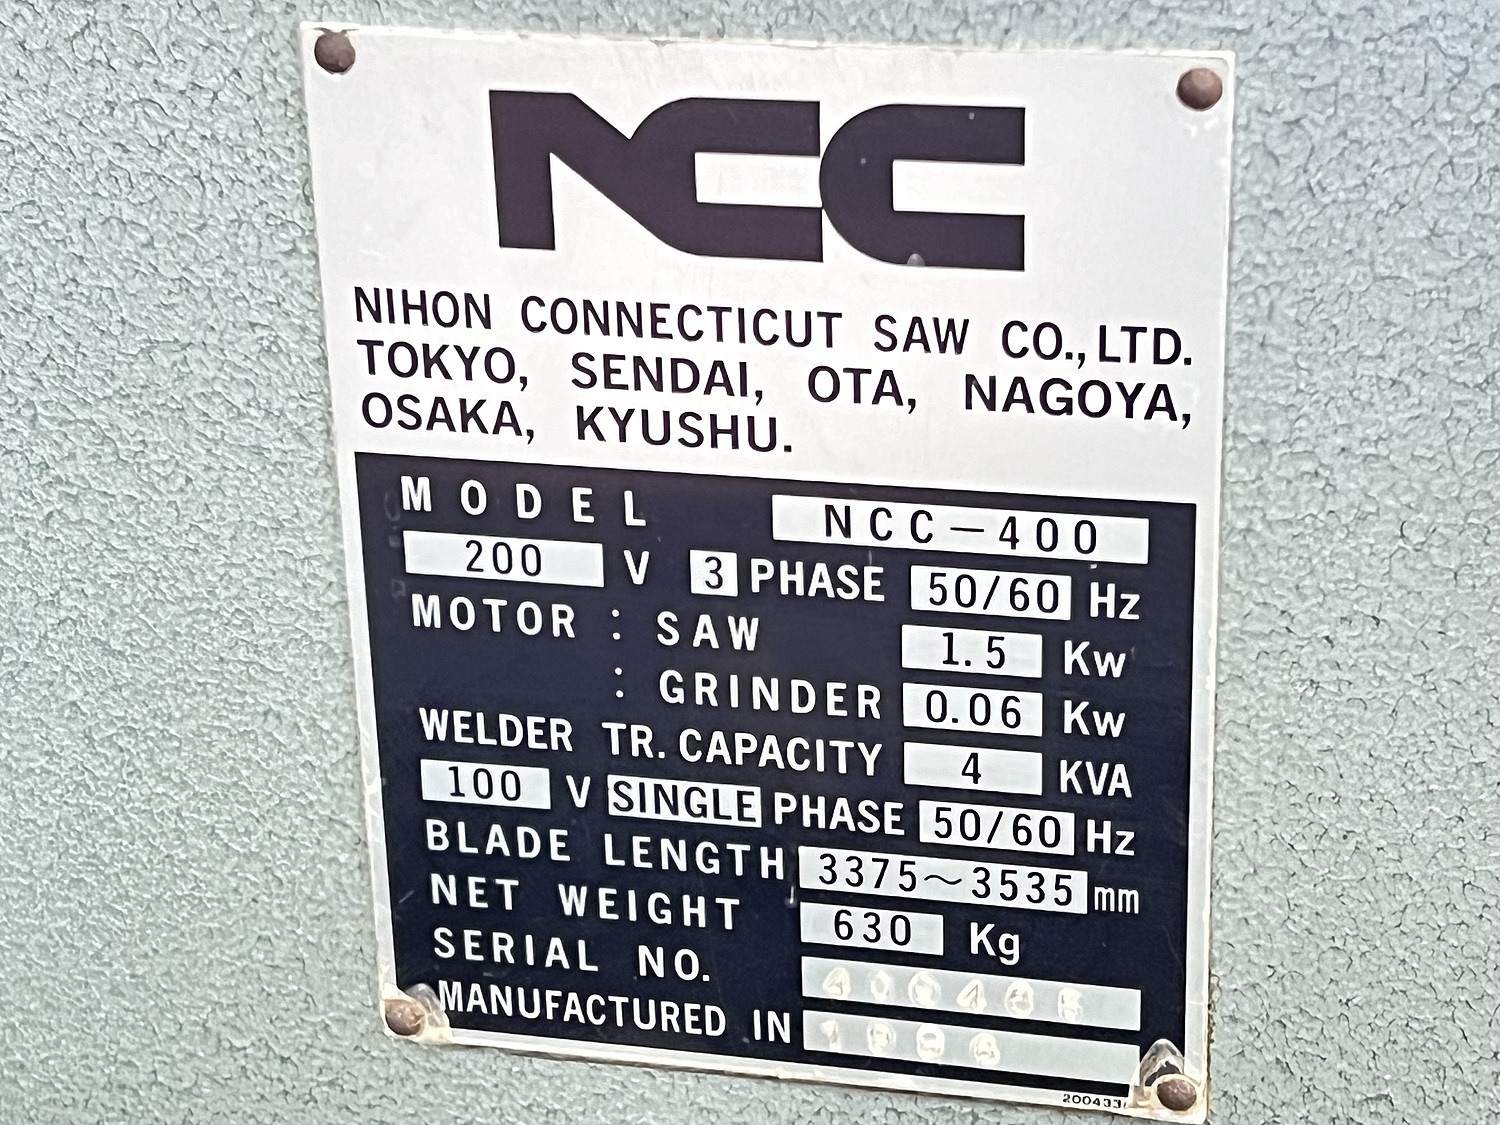 NCC
NIHON CONNECTICUT SAW CO., LTD.
TOKYO, SENDAI, OTA, NAGOYA,
OSAKA, KYUSHU.
MODEL NCC-400
200 V 3 PHASE 50/60 Hz
MOTOR : SAW 1.5 Kw
: GRINDER 0.06 Kw
WELDER TR. CAPACITY 4 KVA
100 V SINGLE PHASE 50/60 Hz
BLADE LENGTH 3375~3535 mm
NET WEIGHT 630 Kg
SERIAL NO.
MANUFACTURED IN